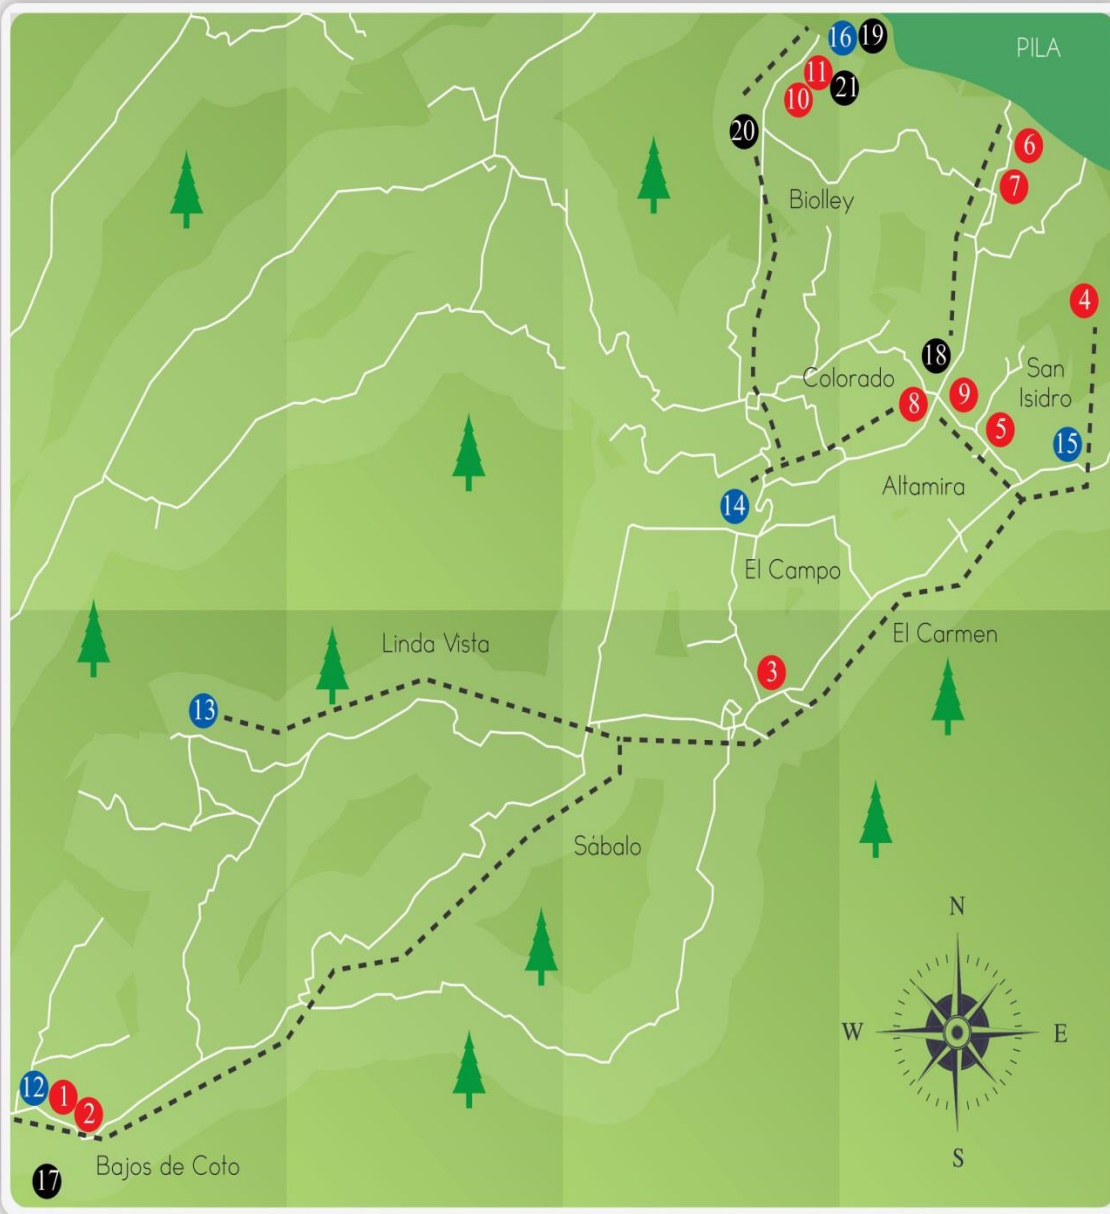 16
19
PILA
11
10
21
20
6
7
Biolley
4
18
Colorado
San
Isidro
8
9
5
15
Altamira
14
El Campo
El Carmen
Linda Vista
3
13
Sábalo
N
W
E
S
12
1
2
Bajos de Coto
17